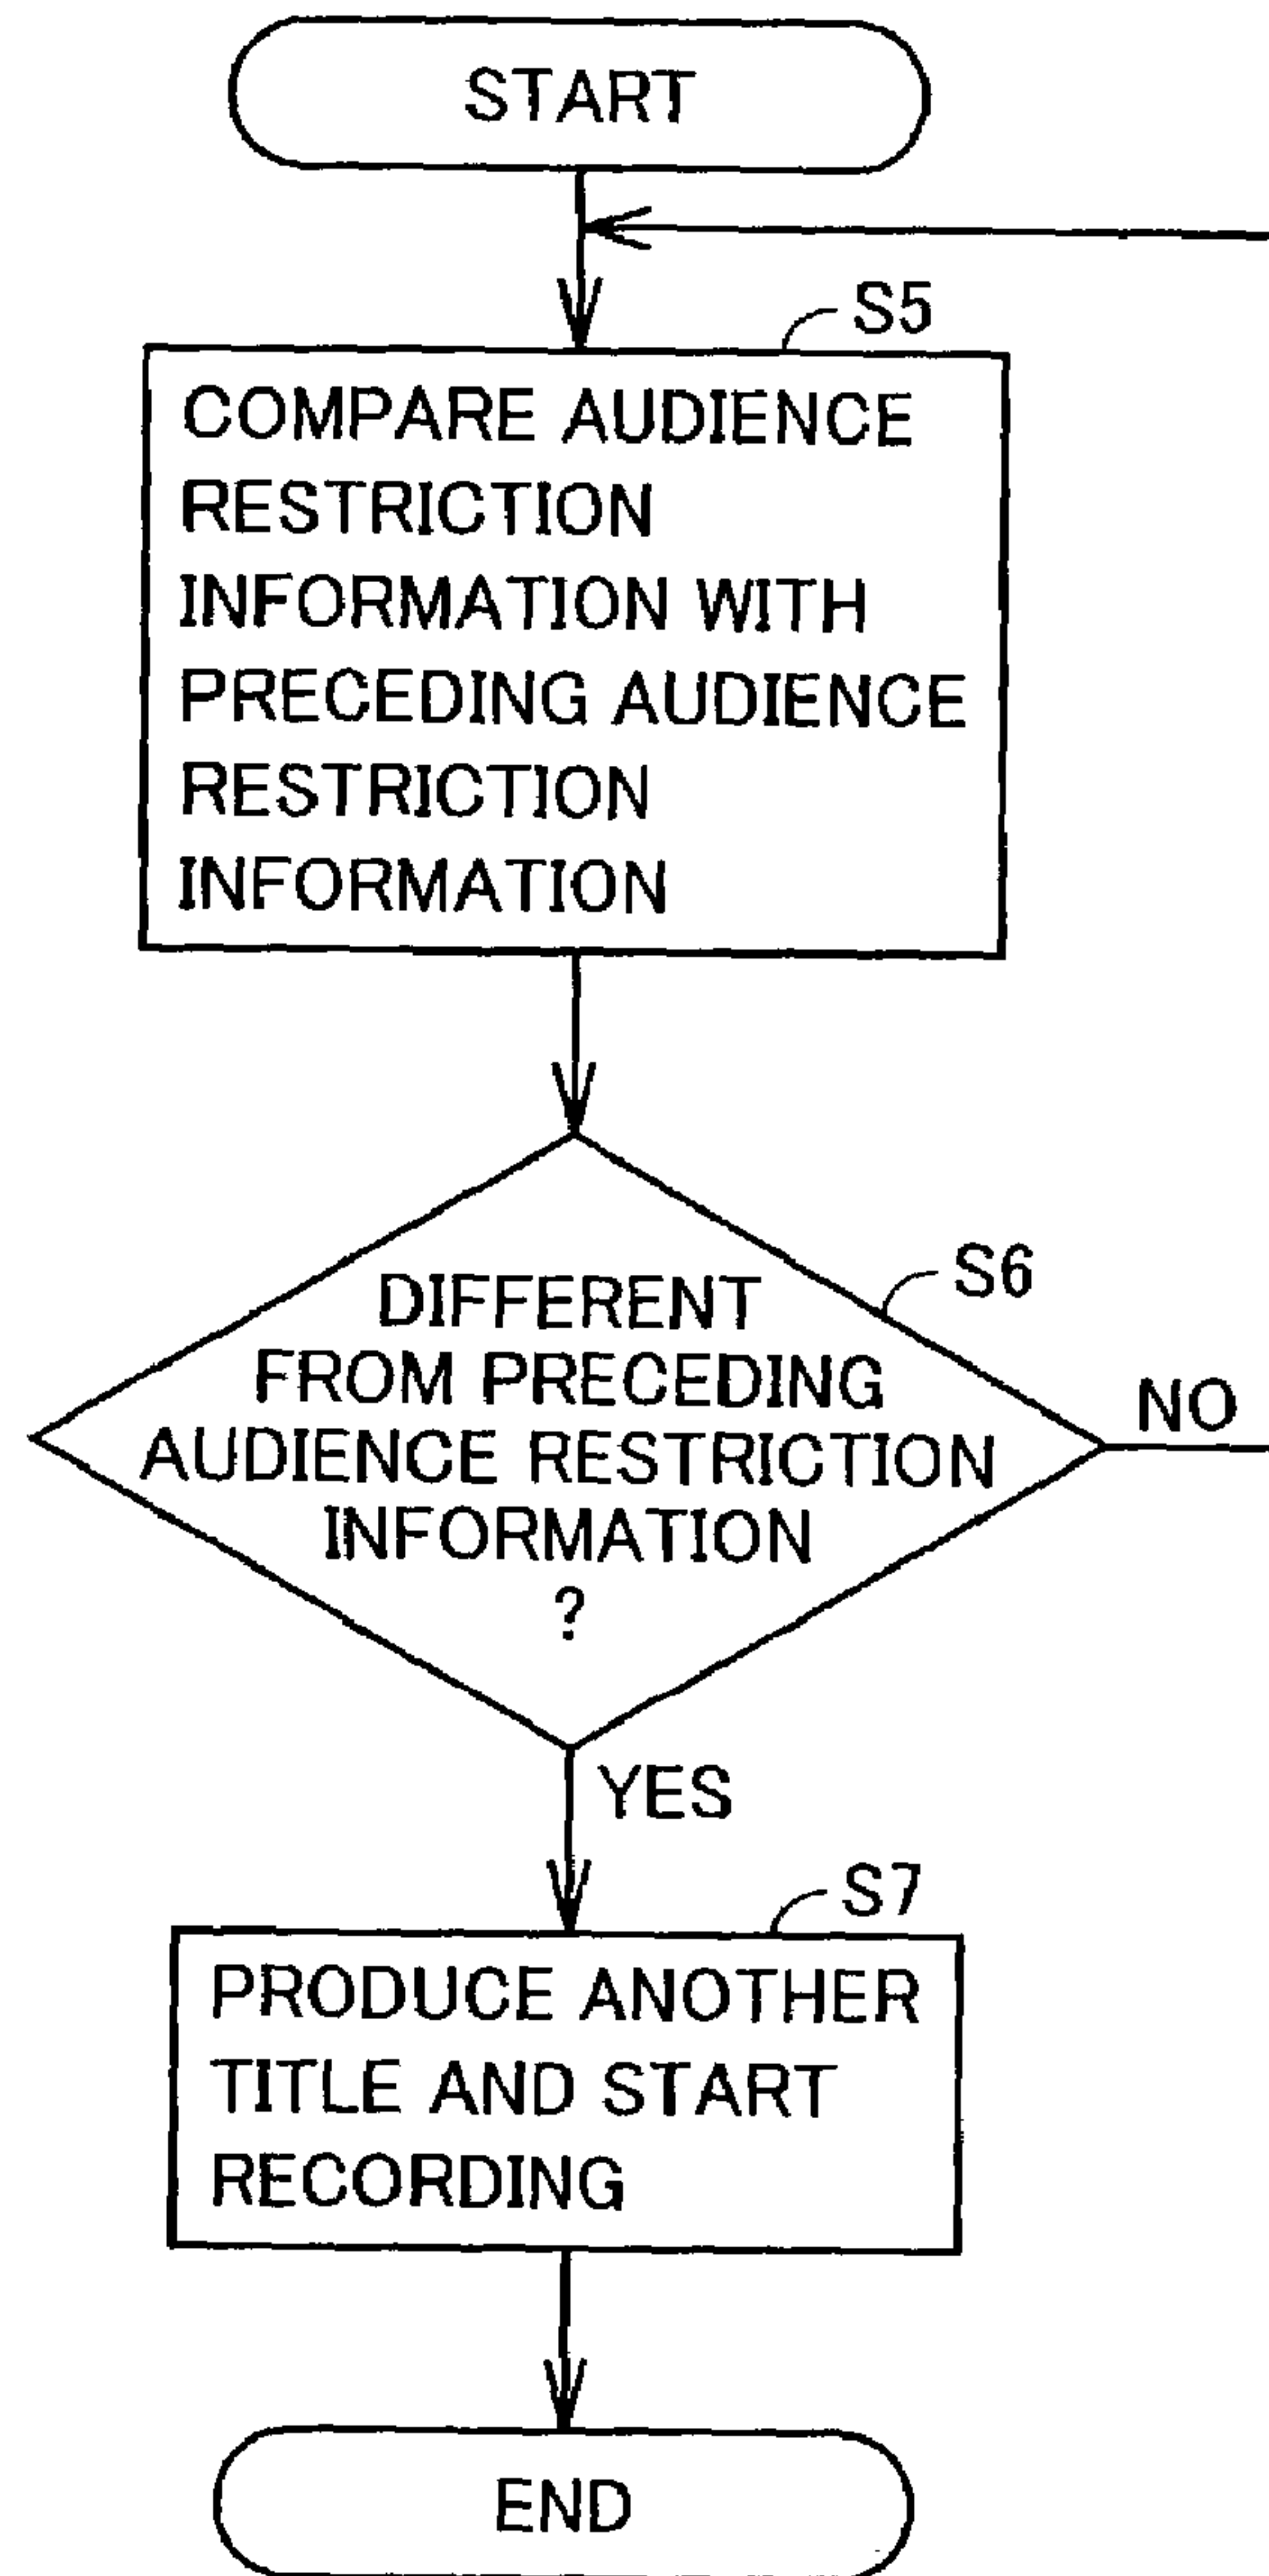 START
S5
COMPARE AUDIENCE
RESTRICTION
INFORMATION WITH
PRECEDING AUDIENCE
RESTRICTION
INFORMATION
S6
DIFFERENT
FROM PRECEDING
AUDIENCE RESTRICTION
INFORMATION
?
NO
YES
S7
PRODUCE ANOTHER
TITLE AND START
RECORDING
END